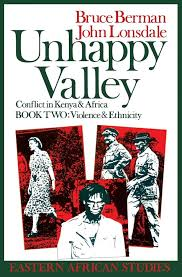 Bruce Berman
John Lonsdale
Unhappy
Valley
Conflict in Kenya & Africa
BOOK TWO: Violence & Ethnicity
EASTERN AFRICAN STUDIES